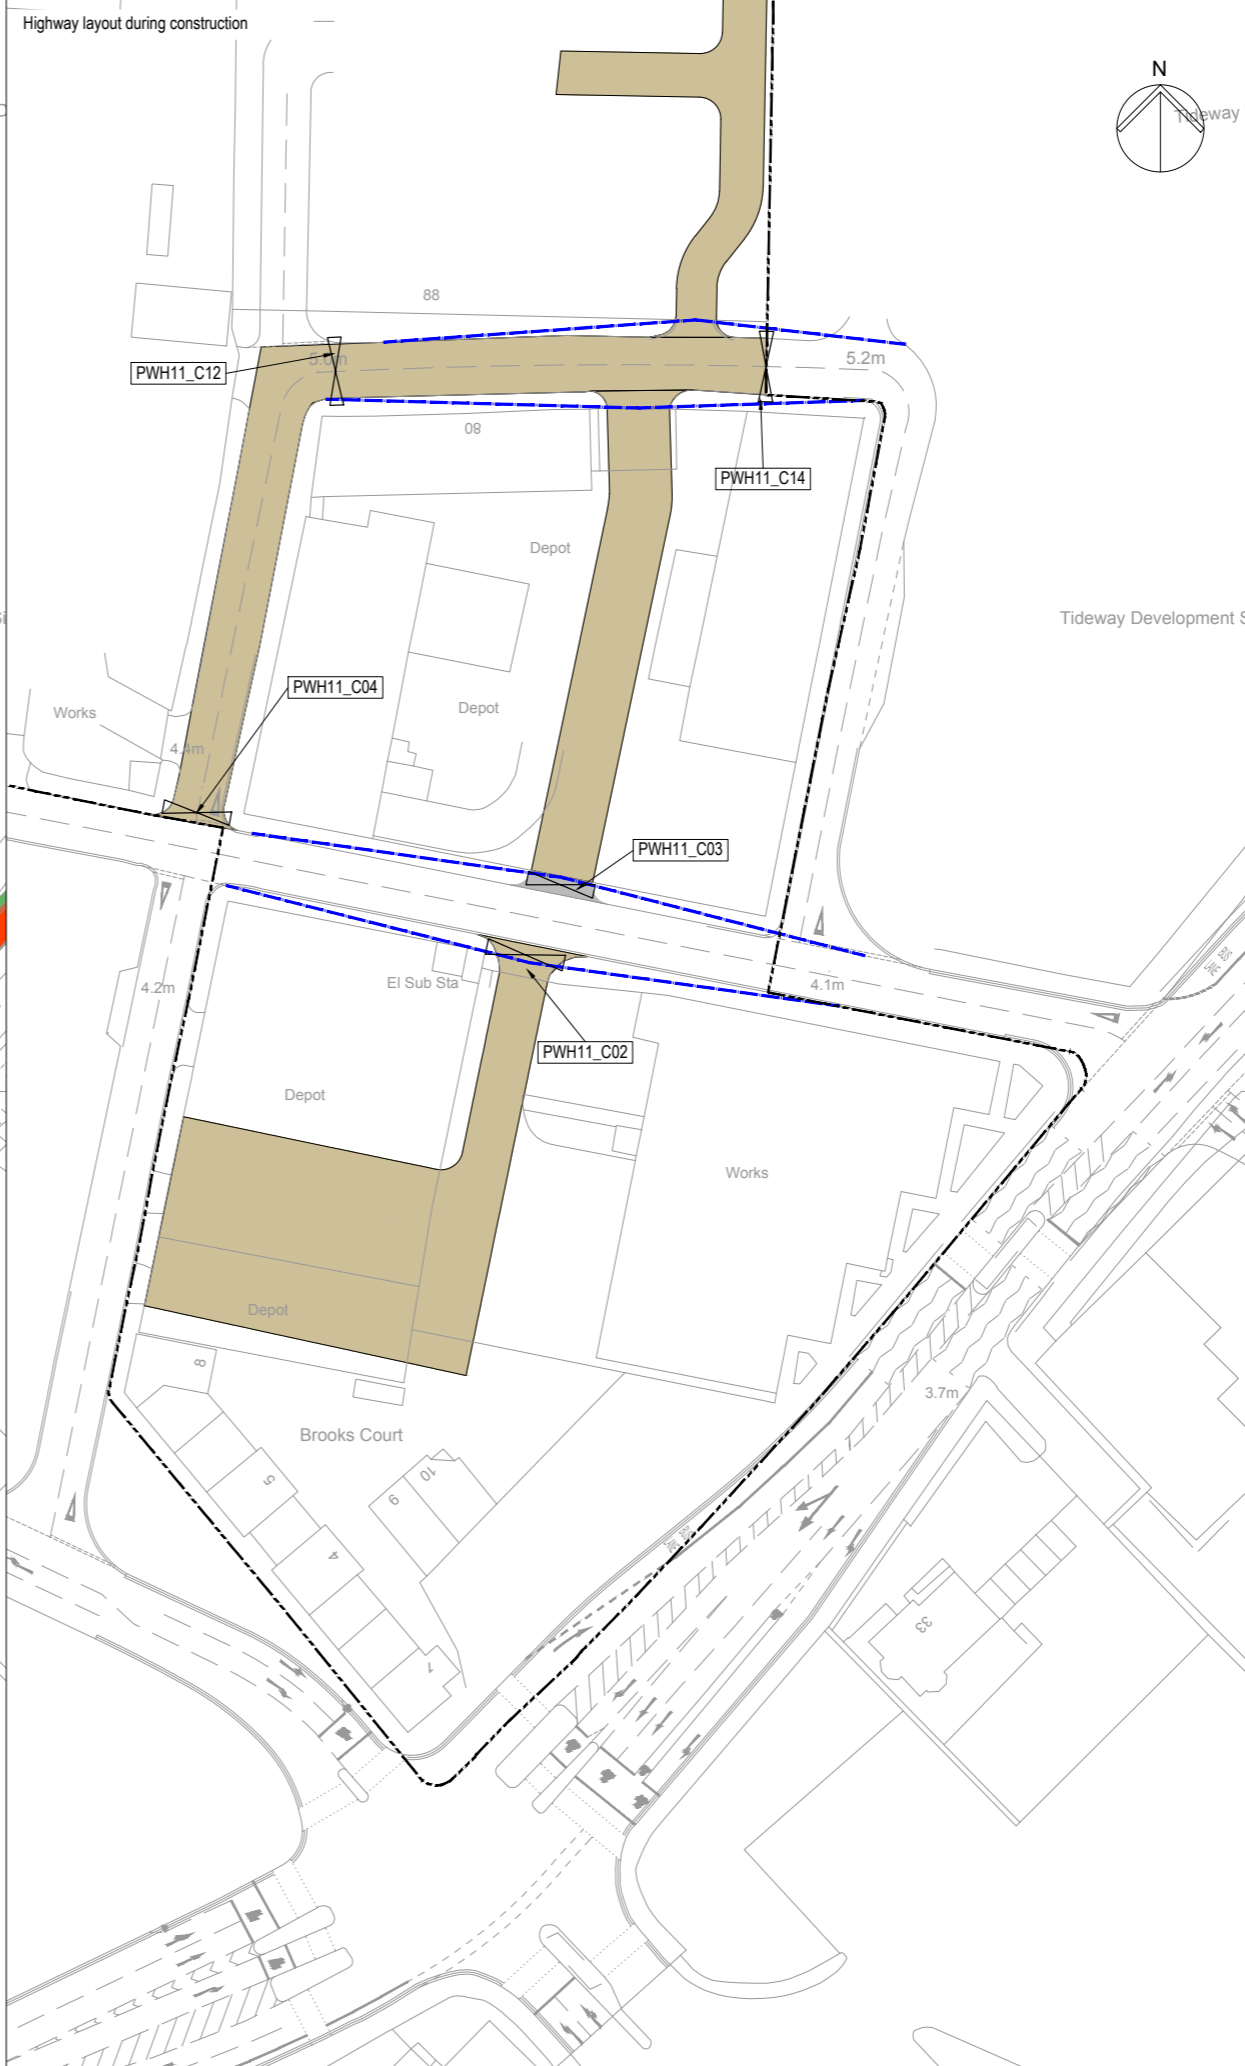 Highway layout during construction
N
Tideway
88
5.2m
PWH11_C12
80
PWH11_C14
Depot
Tideway Development S
PWH11_C04
Depot
Works
4.4m
PWH11_C03
El Sub Sta
4.2m
4.1m
PWH11_C02
Depot
Works
Depot
8
3.7m
Brooks Court
5
10
9
4
33
1